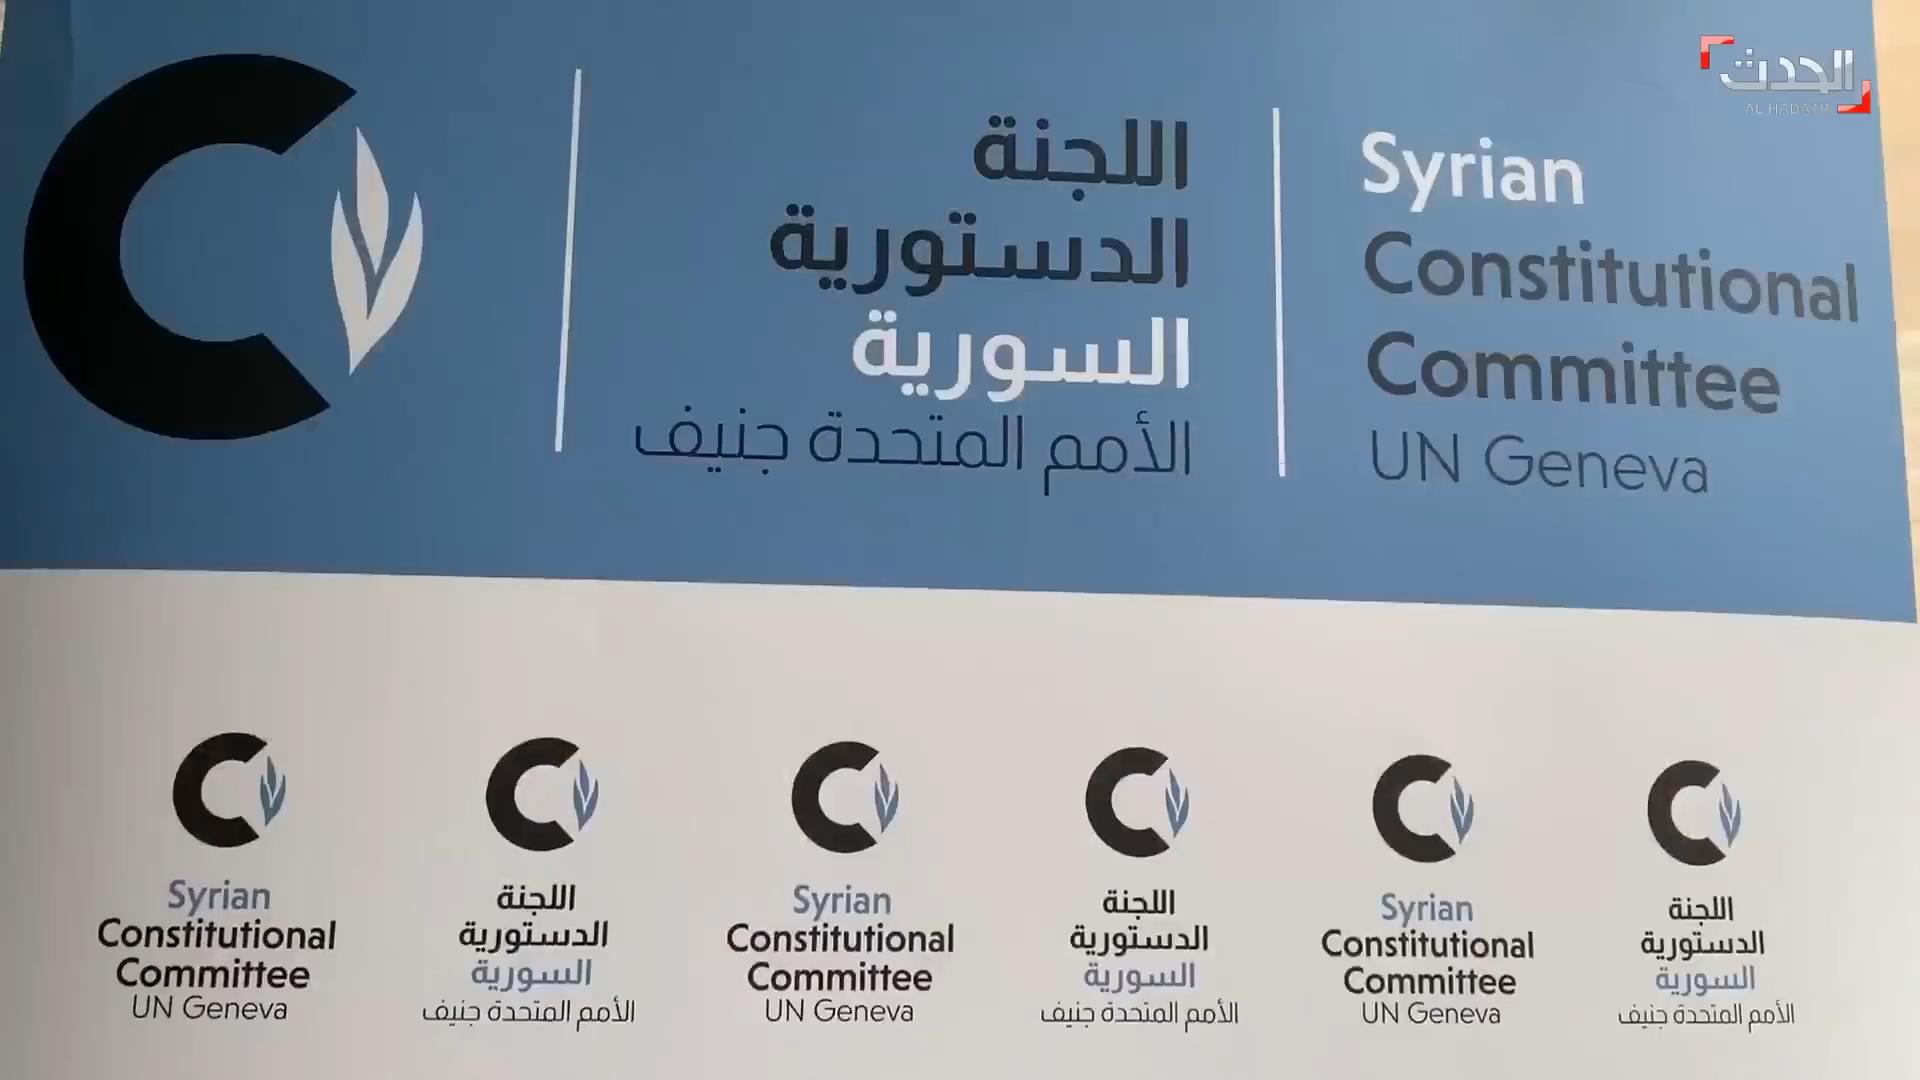 الحدث
AL HADATH
اللجنة
الدستورية
السورية
الأمم المتحدة جنيف
Syrian
Constitutional
Committee
UN Geneva
Syrian
Constitutional
Committee
UN Geneva
اللجنة
الدستورية
السورية
الأمم المتحدة جنيف
Syrian
Constitutional
Committee
UN Geneva
اللجنة
الدستورية
السورية
الأمم المتحدة جنيف
Syrian
Constitutional
Committee
UN Geneva
اللجنة
الدستورية
السورية
الأمم المتحدة جنيف